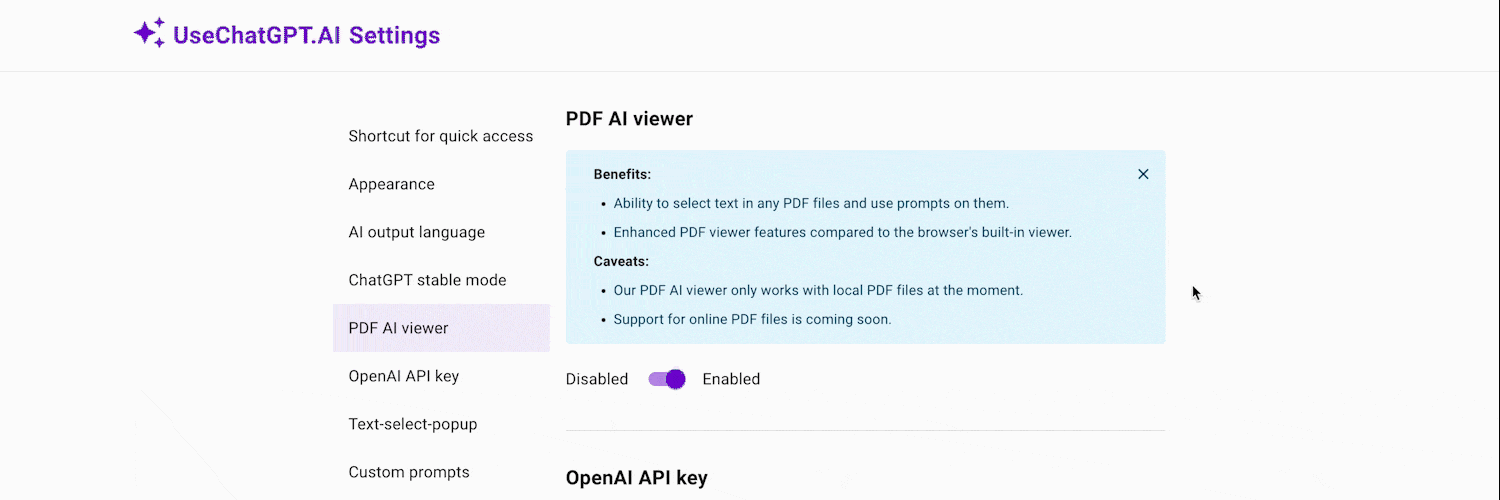 UseChatGPT.AI Settings
Shortcut for quick access
Appearance
AI output language
ChatGPT stable mode
PDF AI viewer
OpenAI API key
Text-select-popup
Custom prompts
PDF AI viewer
Benefits:
• Ability to select text in any PDF files and use prompts on them.
• Enhanced PDF viewer features compared to the browser's built-in viewer.
Caveats:
• Our PDF AI viewer only works with local PDF files at the moment.
• Support for online PDF files is coming soon.
Disabled Enabled
OpenAI API key